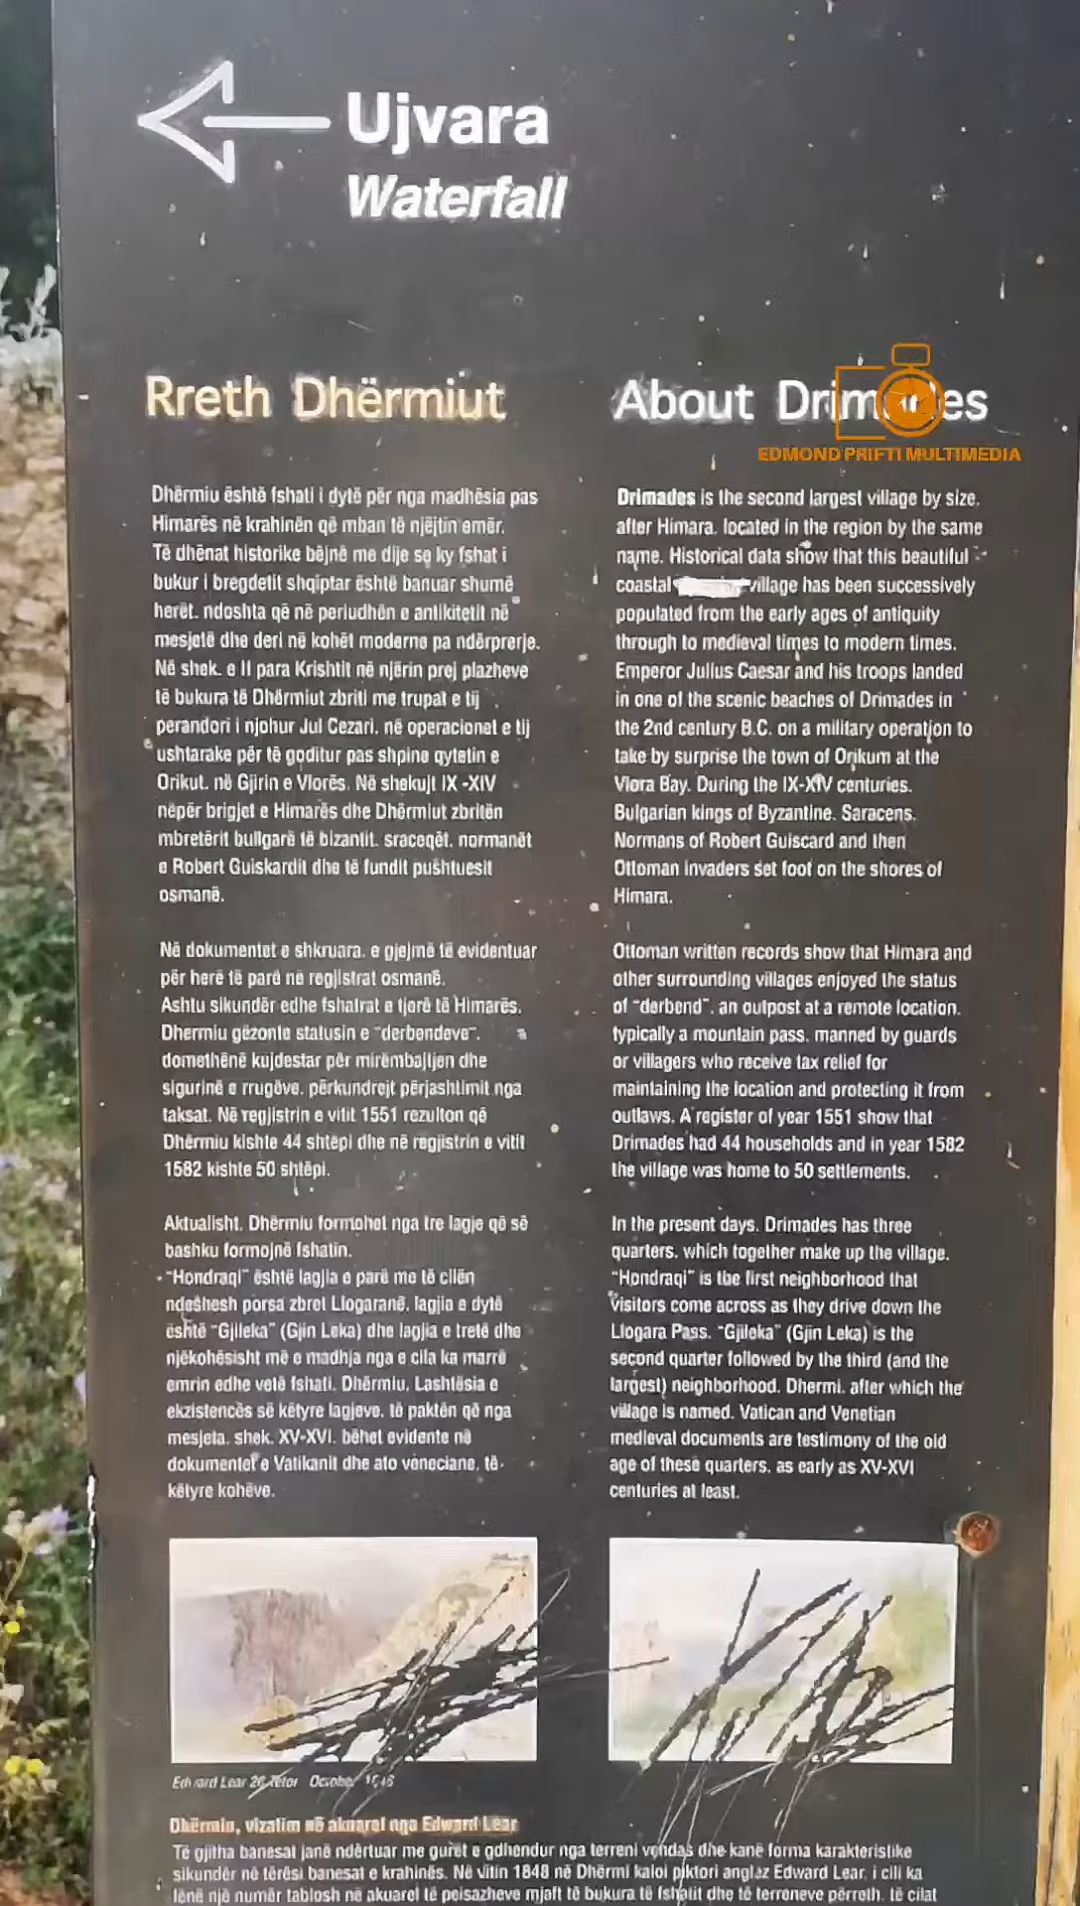 Ujvara
Waterfall
Rreth Dhërmiut
Dhërmiu është fshati i dytë për nga madhësia pas
Himarës në krahinën që mban të njëjtin emër.
Të dhënat historike bëjnë me dije se ky fshat i
bukur i bregdetit shqiptar është banuar shumë
herët, ndoshta që në periudhën e antikitetit në
mesjetë dhe deri në kohët moderne pa ndërprerje.
Në shek. e II para Krishtit në njërin prej plazheve
të bukura të Dhërmiut zbriti me trupat e tij
perandori i njohur Jul Cezari, në operacionet e tij
ushtarake për të goditur pas shpine qytetin e
Orikut, në Gjirin e Vlorës. Në shekujt IX -XIV
nëpër brigjet e Himarës dhe Dhërmiut zbritën
mbretërit bullgarë të bizantit, sraceqët, normanët
e Robert Guiskardit dhe të fundit pushtuesit
osmanë.
Në dokumentet e shkruara, e gjejmë të evidentuar
për herë të parë në regjistrat osmanë.
Ashtu sikundër edhe fshatrat e tjerë të Himarës,
Dhermiu gëzonte statusin e "derbendeve",
domethënë kujdestar për mirëmbajtjen dhe
sigurinë e rrugëve, përkundrejt përjashtimit nga
taksat. Në regjistrin e vitit 1551 rezulton që
Dhërmiu kishte 44 shtëpi dhe në regjistrin e vitit
1582 kishte 50 shtëpi.
Aktualisht, Dhërmiu formohet nga tre lagje që së
bashku formojnë fshatin.
"Hondraqi" është lagjia e parë me të cilën
ndeshesh porsa zbret Llogaranë, lagjia e dytë
është "Gjileka" (Gjin Leka) dhe lagjia e tretë dhe
njëkohësisht më e madhja nga e cila ka marrë
emrin edhe vetë fshati, Dhërmiu. Lashtësia e
ekzistencës së këtyre lagjeve, të paktën që nga
mesjeta, shek. XV-XVI, bëhet evidente në
dokumentet e Vatikanit dhe ato veneciane, të
këtyre kohëve.
About Drimades
EDMOND PRIFTI MULTIMEDIA
Drimades is the second largest village by size,
after Himara, located in the region by the same
name. Historical data show that this beautiful
coastal village has been successively
populated from the early ages of antiquity
through to medieval times to modern times.
Emperor Julius Caesar and his troops landed
in one of the scenic beaches of Drimades in
the 2nd century B.C. on a military operation to
take by surprise the town of Orikum at the
Vlora Bay. During the IX-XIV centuries,
Bulgarian kings of Byzantine, Saracens,
Normans of Robert Guiscard and then
Ottoman invaders set foot on the shores of
Himara.
Ottoman written records show that Himara and
other surrounding villages enjoyed the status
of "derbend", an outpost at a remote location,
typically a mountain pass, manned by guards
or villagers who receive tax relief for
maintaining the location and protecting it from
outlaws. A register of year 1551 show that
Drimades had 44 households and in year 1582
the village was home to 50 settlements.
In the present days, Drimades has three
quarters, which together make up the village.
"Hondraqi" is the first neighborhood that
visitors come across as they drive down the
Llogara Pass. "Gjileka" (Gjin Leka) is the
second quarter followed by the third (and the
largest) neighborhood, Dhermi, after which the
village is named. Vatican and Venetian
medieval documents are testimony of the old
age of these quarters, as early as XV-XVI
centuries at least.
Edward Lear Tetor October
Dhërmiu, vizatim në akuarel nga Edward Lear
Të gjitha banesat janë ndërtuar me gurët e gdhendur nga terreni vendas dhe kanë forma karakteristike
sikundër në tërësi banesat e krahinës. Në vitin 1848 në Dhërmi kaloi piktori anglez Edward Lear, i cili ka
lënë një numër tablosh në akuarel të peisazheve mjaft të bukura të fshatit dhe të terreneve përreth, të cilat